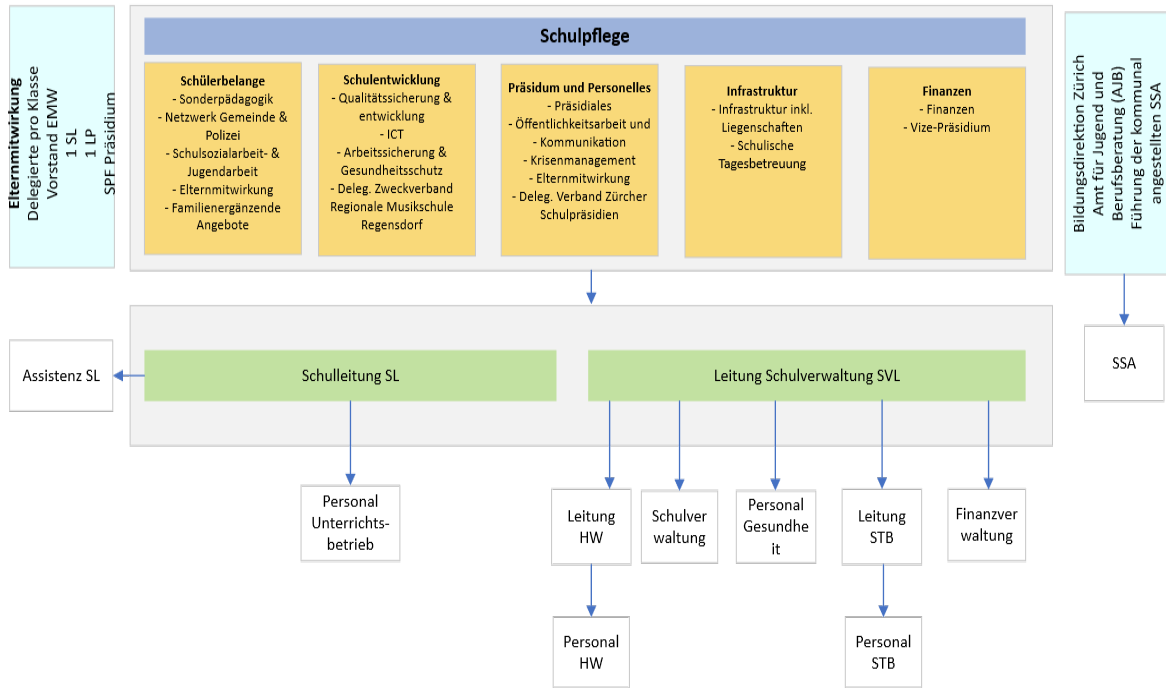 Elternmitwirkung
Delegierte pro Klasse
Vorstand EMW
1 SL
1 LP
SPF Präsidium
Schulpflege
Schülerbelange
- Sonderpädagogik
- Netzwerk Gemeinde &
Polizei
- Schulsozialarbeit- &
Jugendarbeit
- Elternmitwirkung
- Familienergänzende
Angebote
Schulentwicklung
- Qualitätssicherung &
entwicklung
- ICT
- Arbeitssicherung &
Gesundheitsschutz
- Deleg. Zweckverband
Regionale Musikschule
Regensdorf
Präsidum und Personelles
- Präsidiales
- Öffentlichkeitsarbeit und
- Kommunikation
- Krisenmanagement
- Elternmitwirkung
- Deleg. Verband Zürcher
Schulpräsidien
Infrastruktur
- Infrastruktur inkl.
Liegenschaften
- Schulische
Tagesbetreuung
Finanzen
- Finanzen
- Vize-Präsidium
Bildungsdirektion Zürich
Amt für Jugend und
Berufsberatung (AJB)
Führung der kommunal
angestellten SSA
Assistenz SL
Schulleitung SL
Leitung Schulverwaltung SVL
SSA
Personal
Unterrichts-
betrieb
Leitung
HW
Schulver
waltung
Personal
Gesundhe
it
Leitung
STB
Finanzver
waltung
Personal
HW
Personal
STB